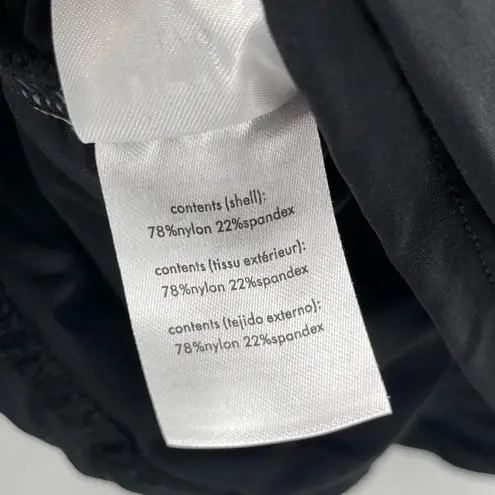 contents (shell):
78%nylon 22%spandex
contents (tissu extérieur):
78%nylon 22%spandex
contents (tejido externo):
78%nylon 22%spandex